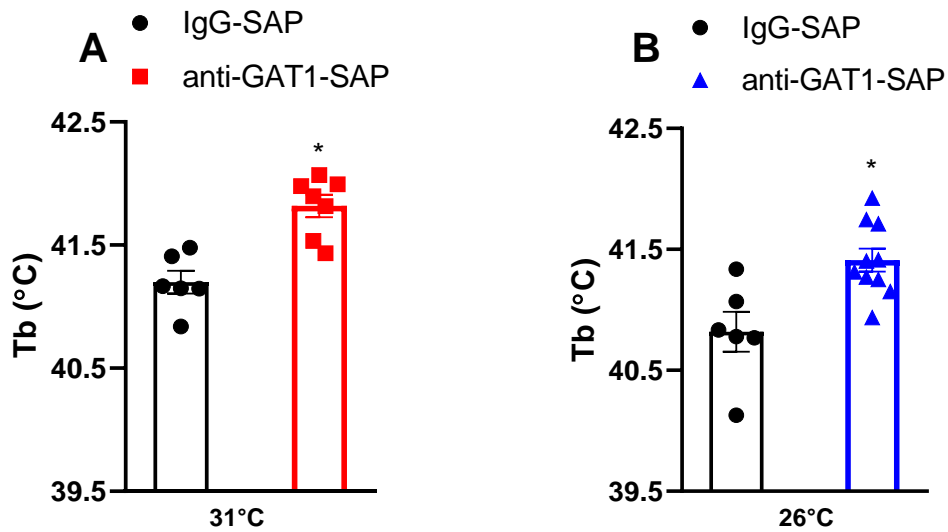 A
IgG-SAP
anti-GAT1-SAP
42.5
41.5
40.5
39.5
Tb (°C)
*
31°C
B
IgG-SAP
anti-GAT1-SAP
42.5
41.5
40.5
39.5
Tb (°C)
*
26°C